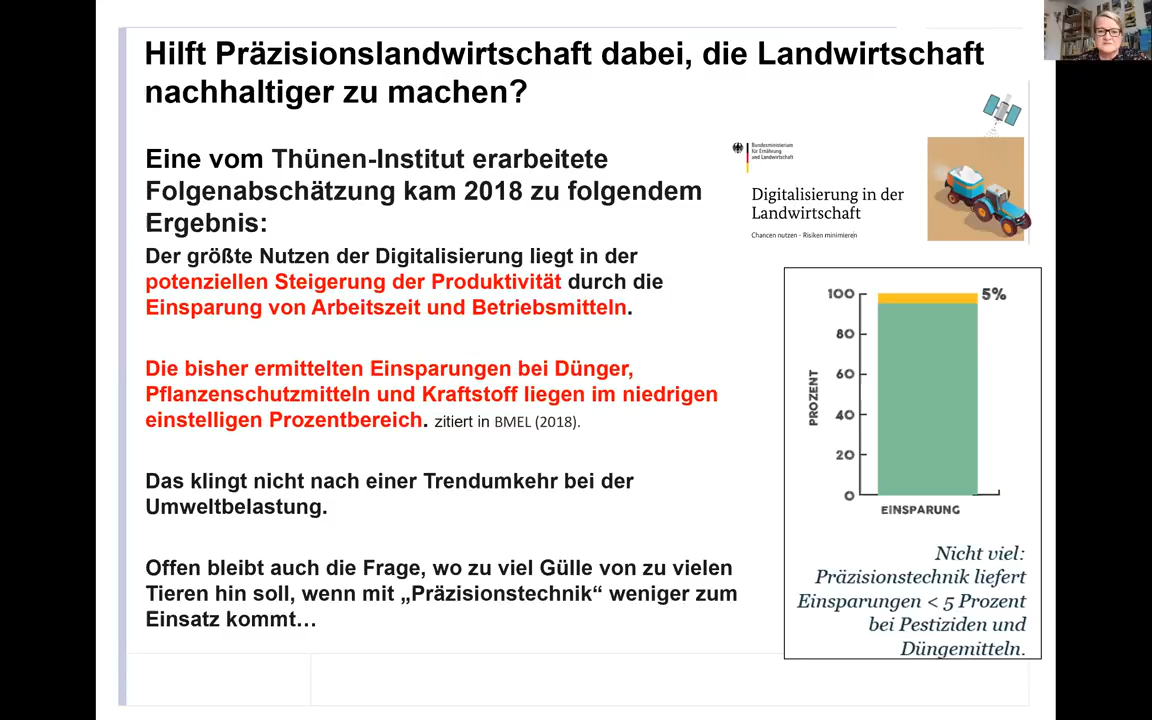 Hilft Präzisionslandwirtschaft dabei, die Landwirtschaft
nachhaltiger zu machen?
Eine vom Thünen-Institut erarbeitete
Folgenabschätzung kam 2018 zu folgendem
Ergebnis:
Der größte Nutzen der Digitalisierung liegt in der
potenziellen Steigerung der Produktivität durch die
Einsparung von Arbeitszeit und Betriebsmitteln.
Die bisher ermittelten Einsparungen bei Dünger,
Pflanzenschutzmitteln und Kraftstoff liegen im niedrigen
einstelligen Prozentbereich. zitiert in BMEL (2018).
Das klingt nicht nach einer Trendumkehr bei der
Umweltbelastung.
Offen bleibt auch die Frage, wo zu viel Gülle von zu vielen
Tieren hin soll, wenn mit „Präzisionstechnik“ weniger zum
Einsatz kommt…
Bundesministerium
für Ernährung
und Landwirtschaft
Digitalisierung in der
Landwirtschaft
Chancen nutzen - Risiken minimieren
100
5%
80
60
40
20
0
PROZENT
EINSPARUNG
Nicht viel:
Präzisionstechnik liefert
Einsparungen < 5 Prozent
bei Pestiziden und
Düngemitteln.